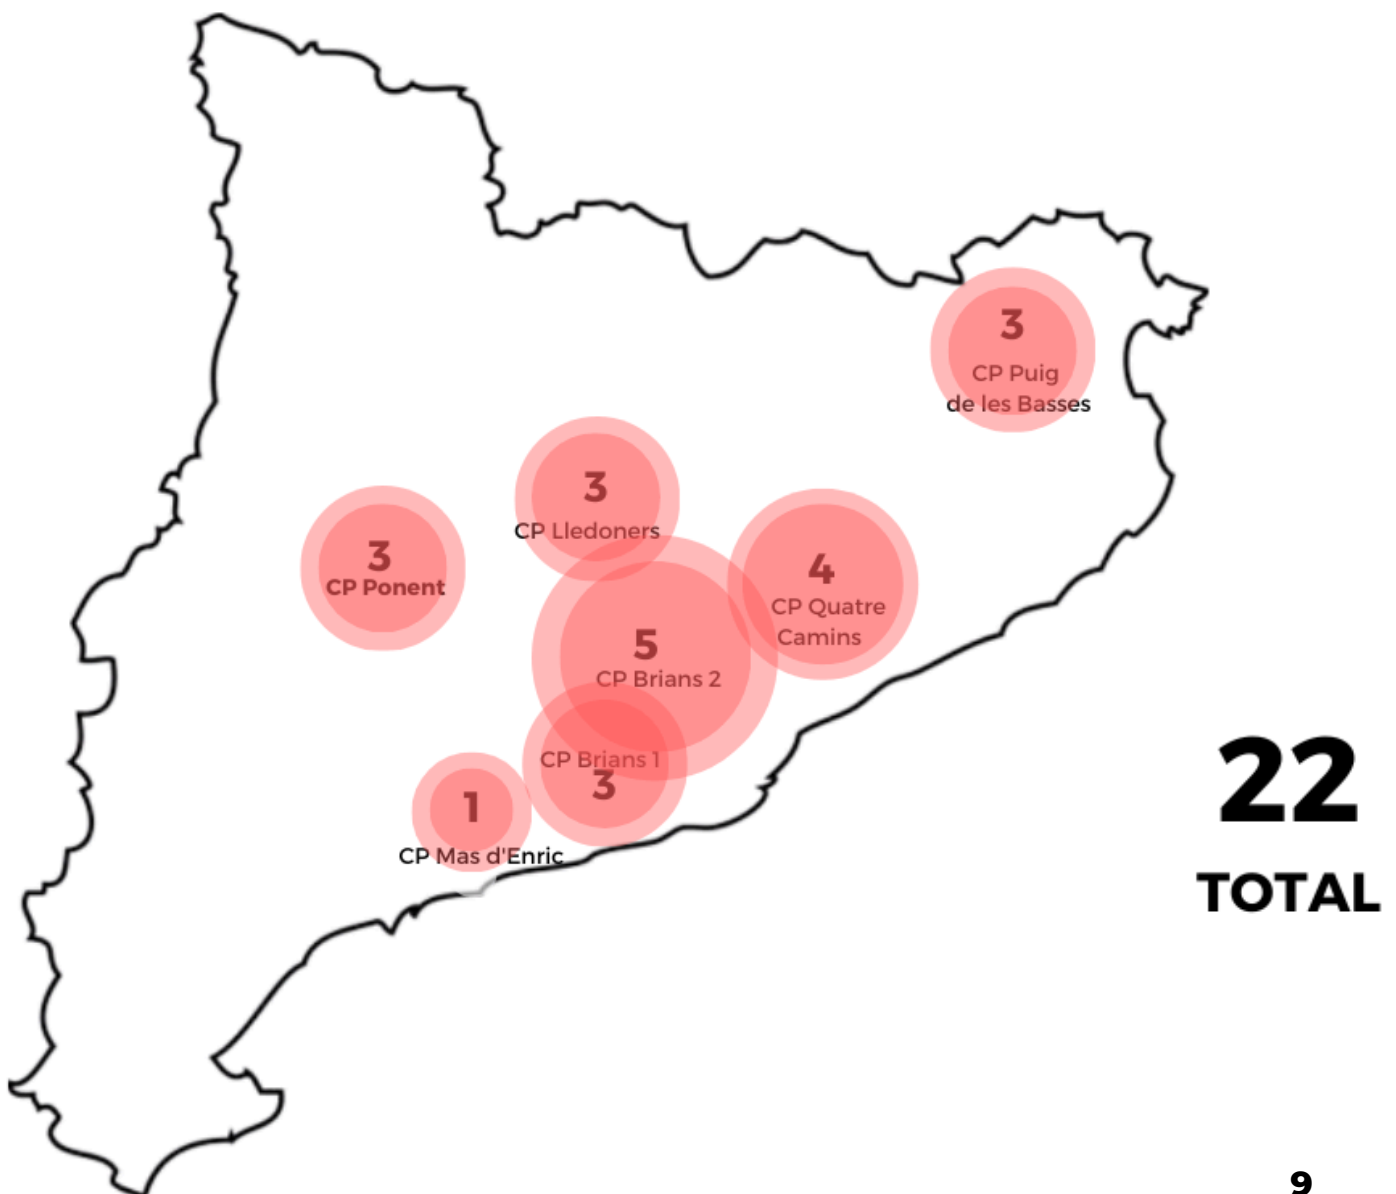 3
CP Puig
de les Basses
3
CP Lledoners
3
CP Ponent
4
CP Quatre
Camins
5
CP Brians 2
CP Brians 1
3
1
CP Mas d'Enric
22
TOTAL
9